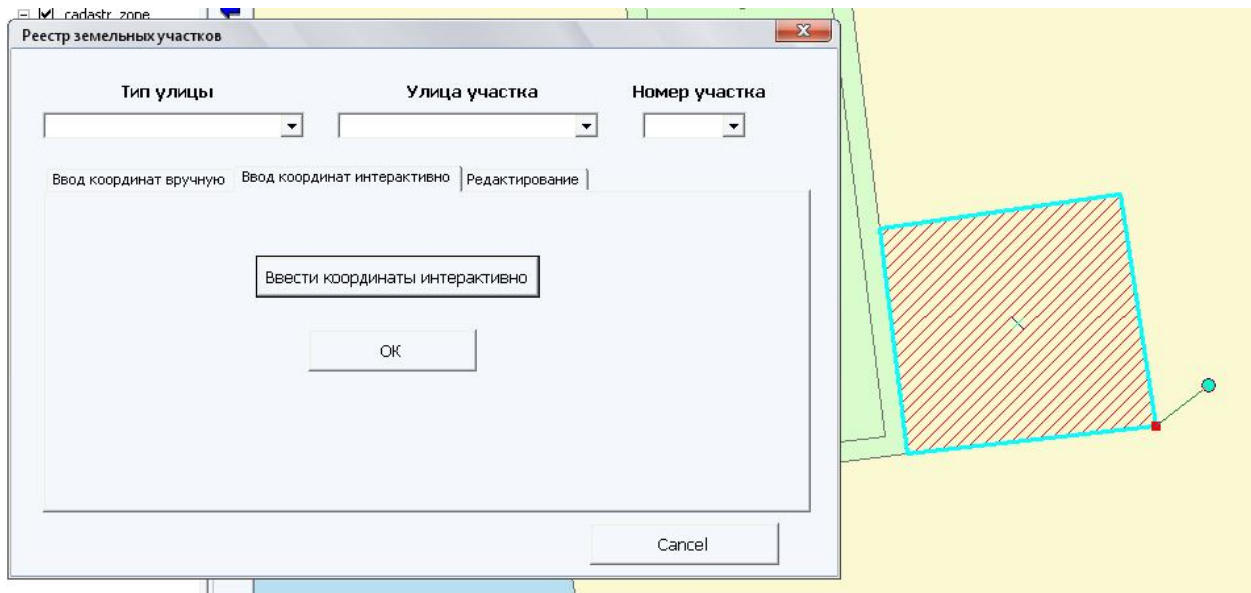 cadastr_zone
Реестр земельных участков
Тип улицы Улица участка Номер участка
Ввод координат вручную Ввод координат интерактивно Редактирование
Ввести координаты интерактивно
OK
Cancel